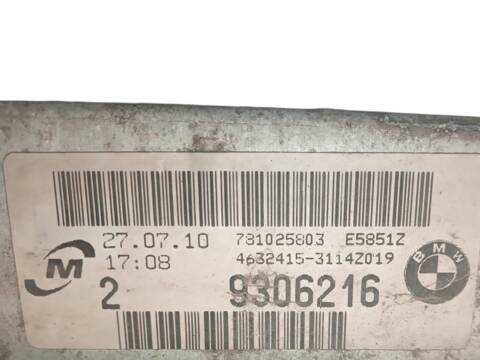 27.07.10 781025803 E5851Z
17:08 4632415-3114Z019
M
BMW
2 9306216